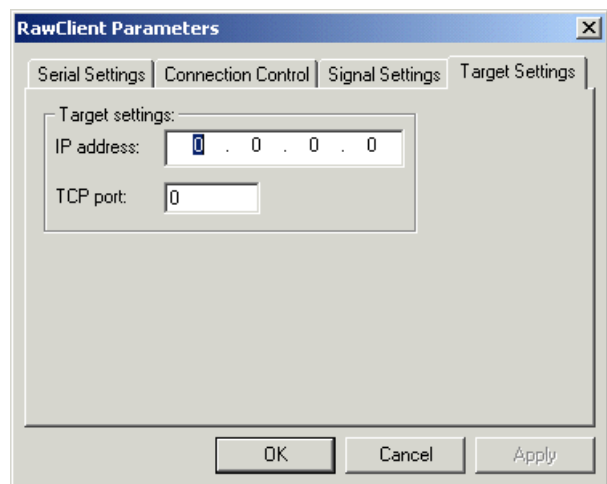 RawClient Parameters
Serial Settings Connection Control Signal Settings Target Settings
Target settings:
IP address: 0 . 0 . 0 . 0
TCP port: 0
OK Cancel Apply